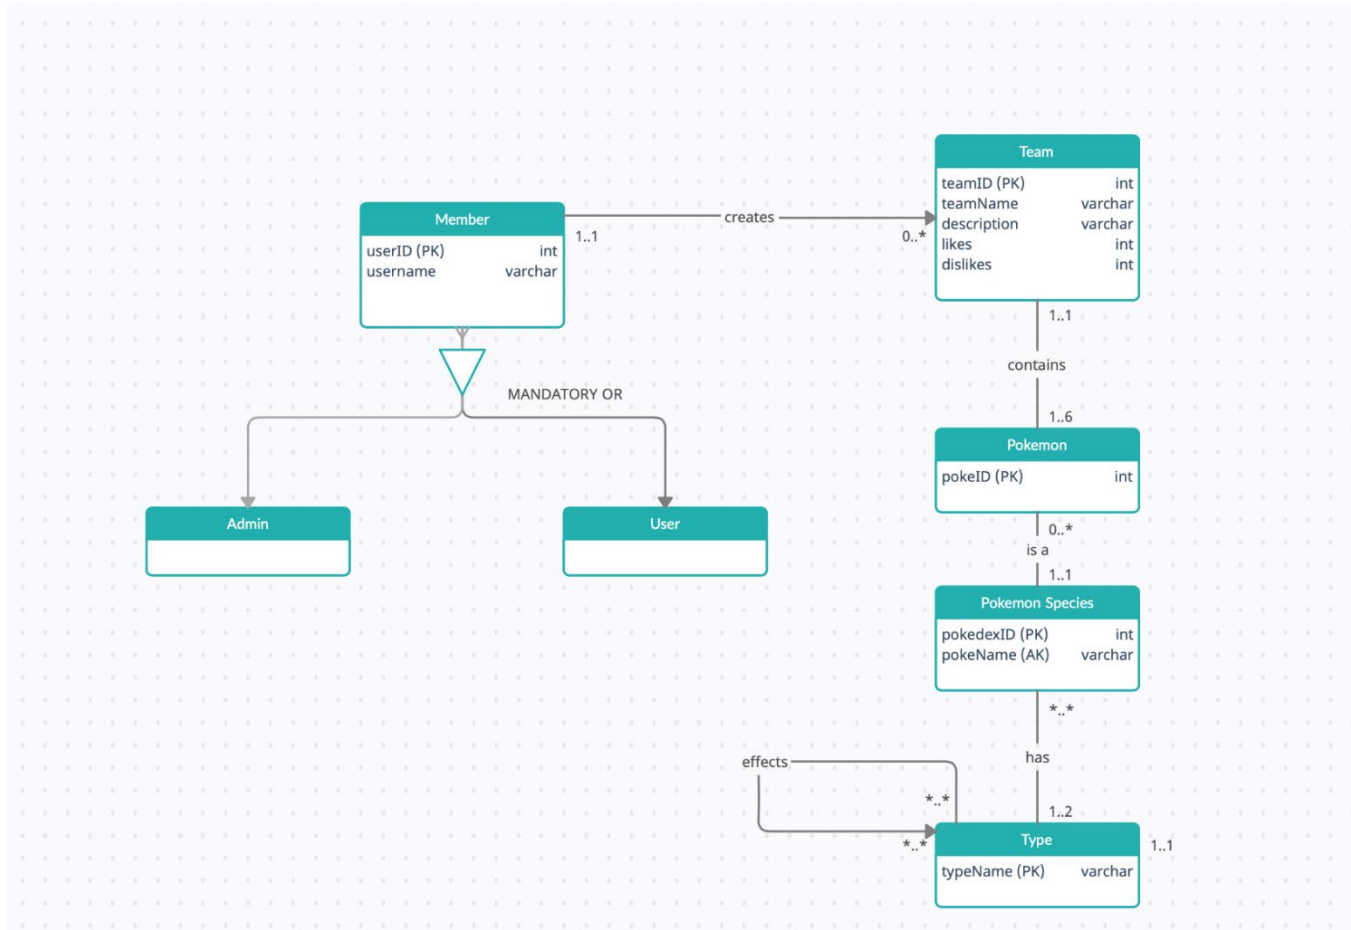 Team
teamID (PK) int
teamName varchar
description varchar
likes int
dislikes int
Member
userID (PK) int
username varchar
creates
1..1
0..*
1..1
contains
1..6
MANDATORY OR
Pokemon
pokeID (PK) int
Admin
User
0..*
is a
1..1
Pokemon Species
pokedexID (PK) int
pokeName (AK) varchar
*..*
has
effects
*..*
1..2
*..*
Type
1..1
typeName (PK) varchar